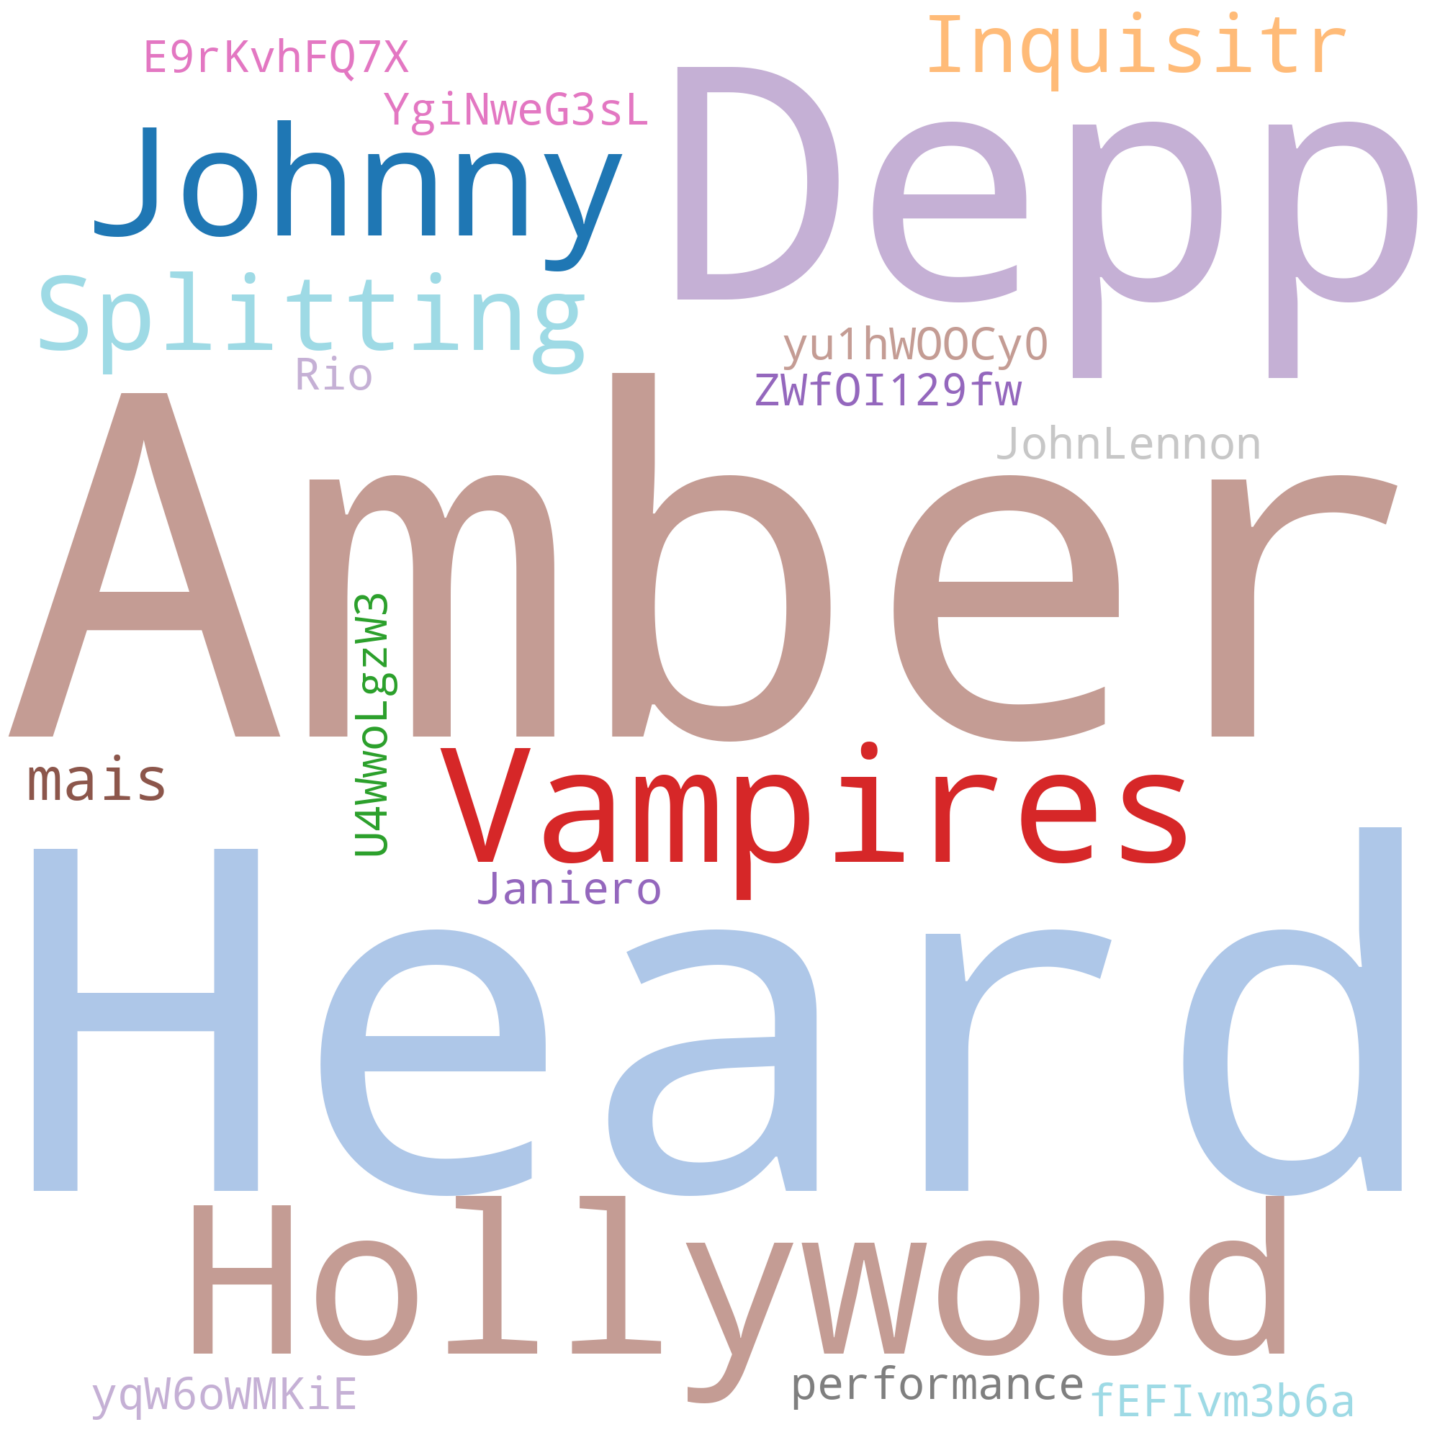 Inquisitr
E9rKvhFQ7X
YgiNweG3sL
Depp
Johnny
Splitting
yu1hWOOCy0
Rio
ZWfOI129fw
JohnLennon
Amber
U4WwoLgzW3
mais
Vampires
Janiero
Heard
Hollywood
yqW6oWMKiE
performance
fEFIvm3b6a